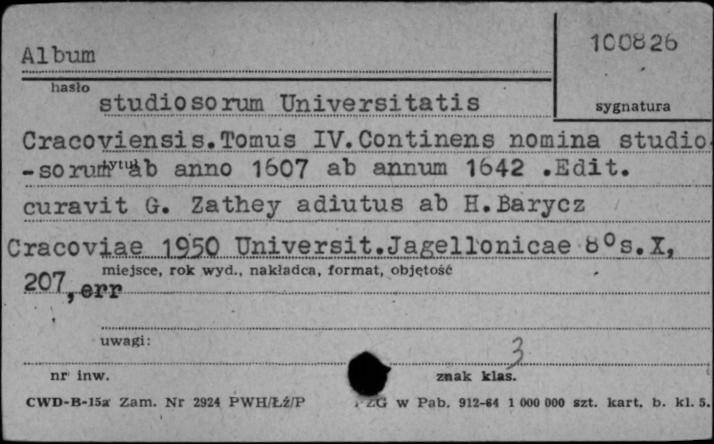 100826
Album
hasło
sygnatura
studiosorum Universitatis
Cracoviensis.Tomus IV.Continens nomina studio
-sorum ab anno 1607 ab annum 1642 .Edit.
tytuł
curavit G. Zathey adiutus ab H.Barycz
Cracoviae 1950 Universit.Jagellonicae 8°s.X,
miejsce, rok wyd., nakładca, format, objętość
207,err
uwagi:
3
nr inw.
znak klas.
CWD-B-15a Zam. Nr 2924 PWH/Łź/P
PZG w Pab. 912-64 1 000 000 szt. kart. b. kl. 5.